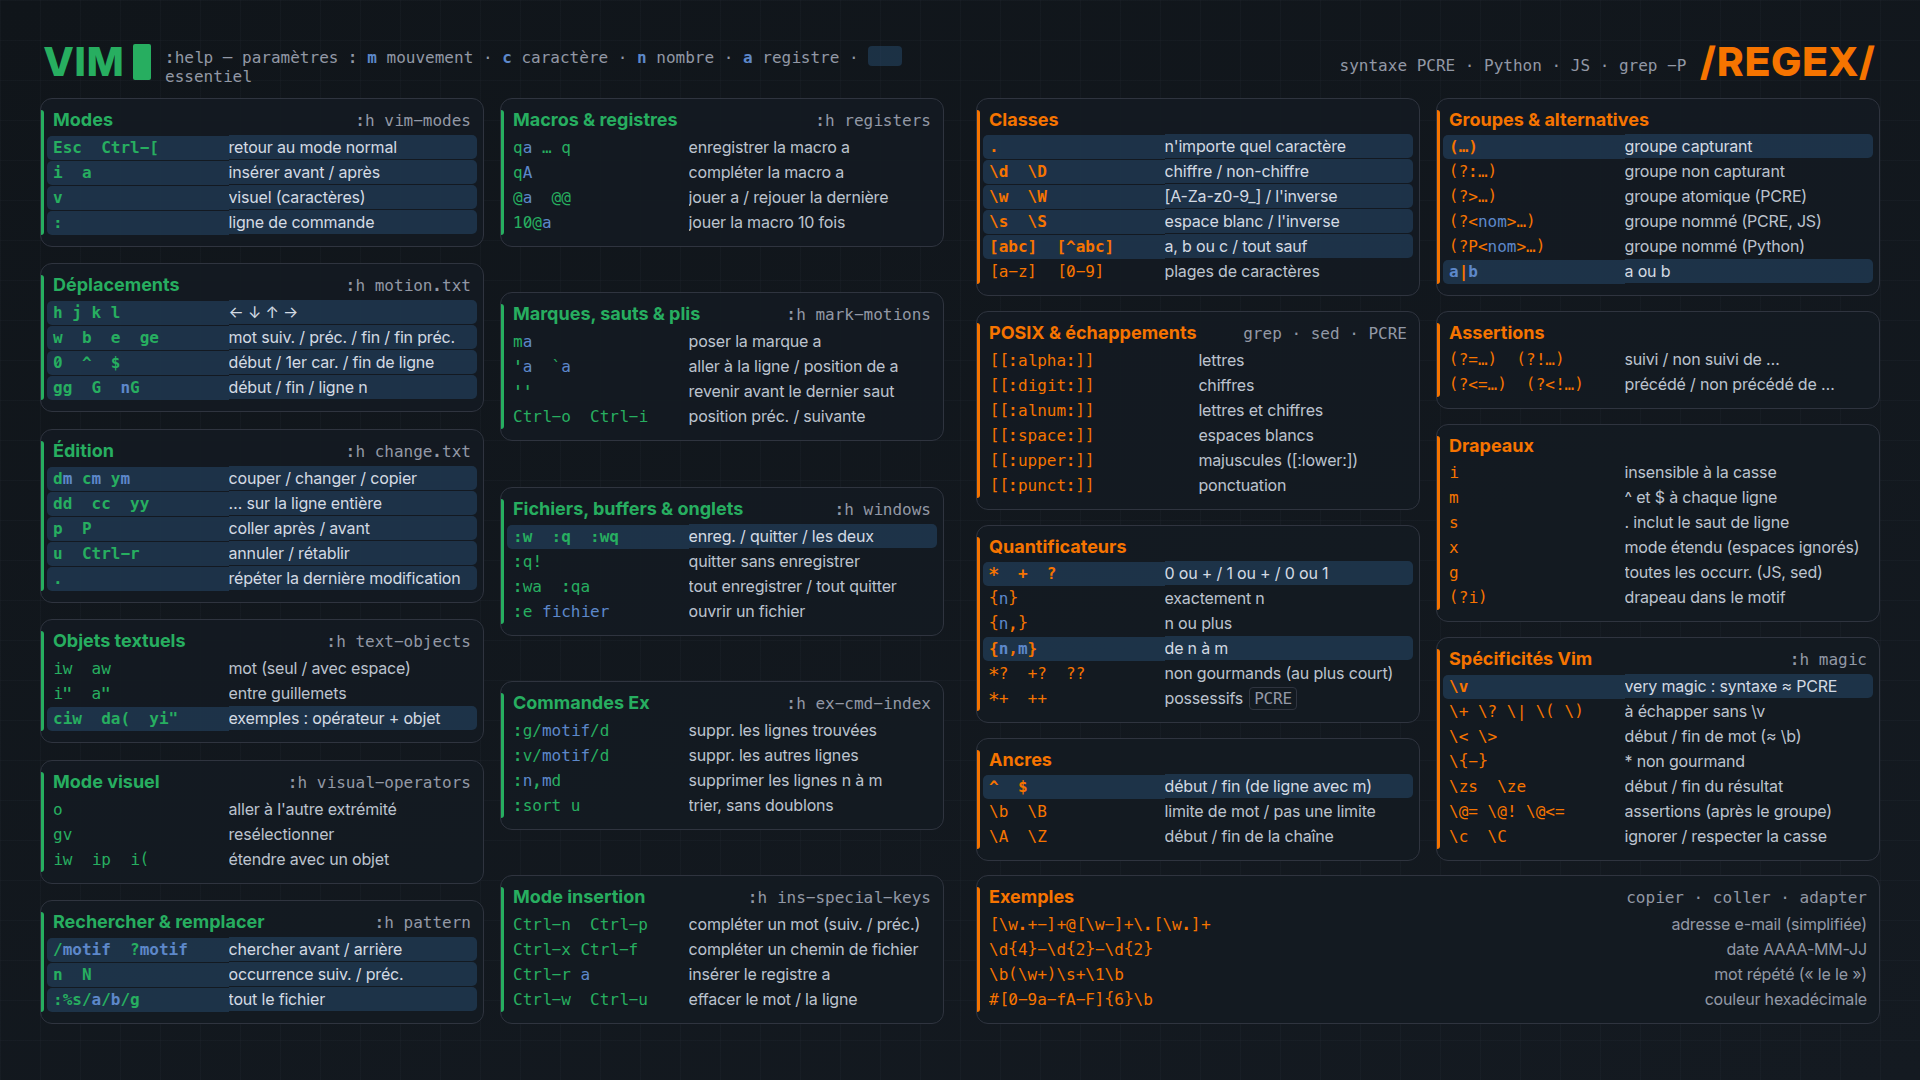 VIM
:help – paramètres : m mouvement · c caractère · n nombre · a registre ·
essentiel
syntaxe PCRE · Python · JS · grep −P /REGEX/
Modes :h vim−modes
Esc Ctrl−[ retour au mode normal
i a insérer avant / après
v visuel (caractères)
: ligne de commande
Déplacements :h motion.txt
h j k l ← ↓ ↑ →
w b e ge mot suiv. / préc. / fin / fin préc.
0 ^ $ début / 1er car. / fin de ligne
gg G nG début / fin / ligne n
Édition :h change.txt
dm cm ym couper / changer / copier
dd cc yy … sur la ligne entière
p P coller après / avant
u Ctrl−r annuler / rétablir
. répéter la dernière modification
Objets textuels :h text−objects
iw aw mot (seul / avec espace)
i" a" entre guillemets
ciw da( yi" exemples : opérateur + objet
Mode visuel :h visual−operators
o aller à l'autre extrémité
gv resélectionner
iw ip i( étendre avec un objet
Rechercher & remplacer :h pattern
/motif ?motif chercher avant / arrière
n N occurrence suiv. / préc.
:%s/a/b/g tout le fichier
Macros & registres :h registers
qa … q enregistrer la macro a
qA compléter la macro a
@a @@ jouer a / rejouer la dernière
10@a jouer la macro 10 fois
Marques, sauts & plis :h mark−motions
ma poser la marque a
'a `a aller à la ligne / position de a
'' revenir avant le dernier saut
Ctrl−o Ctrl−i position préc. / suivante
Fichiers, buffers & onglets :h windows
:w :q :wq enreg. / quitter / les deux
:q! quitter sans enregistrer
:wa :qa tout enregistrer / tout quitter
:e fichier ouvrir un fichier
Commandes Ex :h ex−cmd−index
:g/motif/d suppr. les lignes trouvées
:v/motif/d suppr. les autres lignes
:n,md supprimer les lignes n à m
:sort u trier, sans doublons
Mode insertion :h ins−special−keys
Ctrl−n Ctrl−p compléter un mot (suiv. / préc.)
Ctrl−x Ctrl−f compléter un chemin de fichier
Ctrl−r a insérer le registre a
Ctrl−w Ctrl−u effacer le mot / la ligne
Classes
. n'importe quel caractère
\d \D chiffre / non-chiffre
\w \W [A-Za-z0-9_] / l'inverse
\s \S espace blanc / l'inverse
[abc] [^abc] a, b ou c / tout sauf
[a−z] [0−9] plages de caractères
POSIX & échappements grep · sed · PCRE
[[:alpha:]] lettres
[[:digit:]] chiffres
[[:alnum:]] lettres et chiffres
[[:space:]] espaces blancs
[[:upper:]] majuscules ([:lower:])
[[:punct:]] ponctuation
Quantificateurs
* + ? 0 ou + / 1 ou + / 0 ou 1
{n} exactement n
{n,} n ou plus
{n,m} de n à m
*? +? ?? non gourmands (au plus court)
*+ ++ possessifs PCRE
Ancres
^ $ début / fin (de ligne avec m)
\b \B limite de mot / pas une limite
\A \Z début / fin de la chaîne
Groupes & alternatives
(…) groupe capturant
(?:…) groupe non capturant
(?>…) groupe atomique (PCRE)
(?<nom>…) groupe nommé (PCRE, JS)
(?P<nom>…) groupe nommé (Python)
a|b a ou b
Assertions
(?=…) (?!…) suivi / non suivi de …
(?<=…) (?<!…) précédé / non précédé de …
Drapeaux
i insensible à la casse
m ^ et $ à chaque ligne
s . inclut le saut de ligne
x mode étendu (espaces ignorés)
g toutes les occurr. (JS, sed)
(?i) drapeau dans le motif
Spécificités Vim :h magic
\v very magic : syntaxe ≈ PCRE
\+ \? \| \( \) à échapper sans \v
\< \> début / fin de mot (≈ \b)
\{−} * non gourmand
\zs \ze début / fin du résultat
\@= \@! \@<= assertions (après le groupe)
\c \C ignorer / respecter la casse
Exemples copier · coller · adapter
[\w.+−]+@[\w−]+\.[\w.]+ adresse e-mail (simplifiée)
\d{4}−\d{2}−\d{2} date AAAA-MM-JJ
\b(\w+)\s+\1\b mot répété (« le le »)
#[0−9a−fA−F]{6}\b couleur hexadécimale